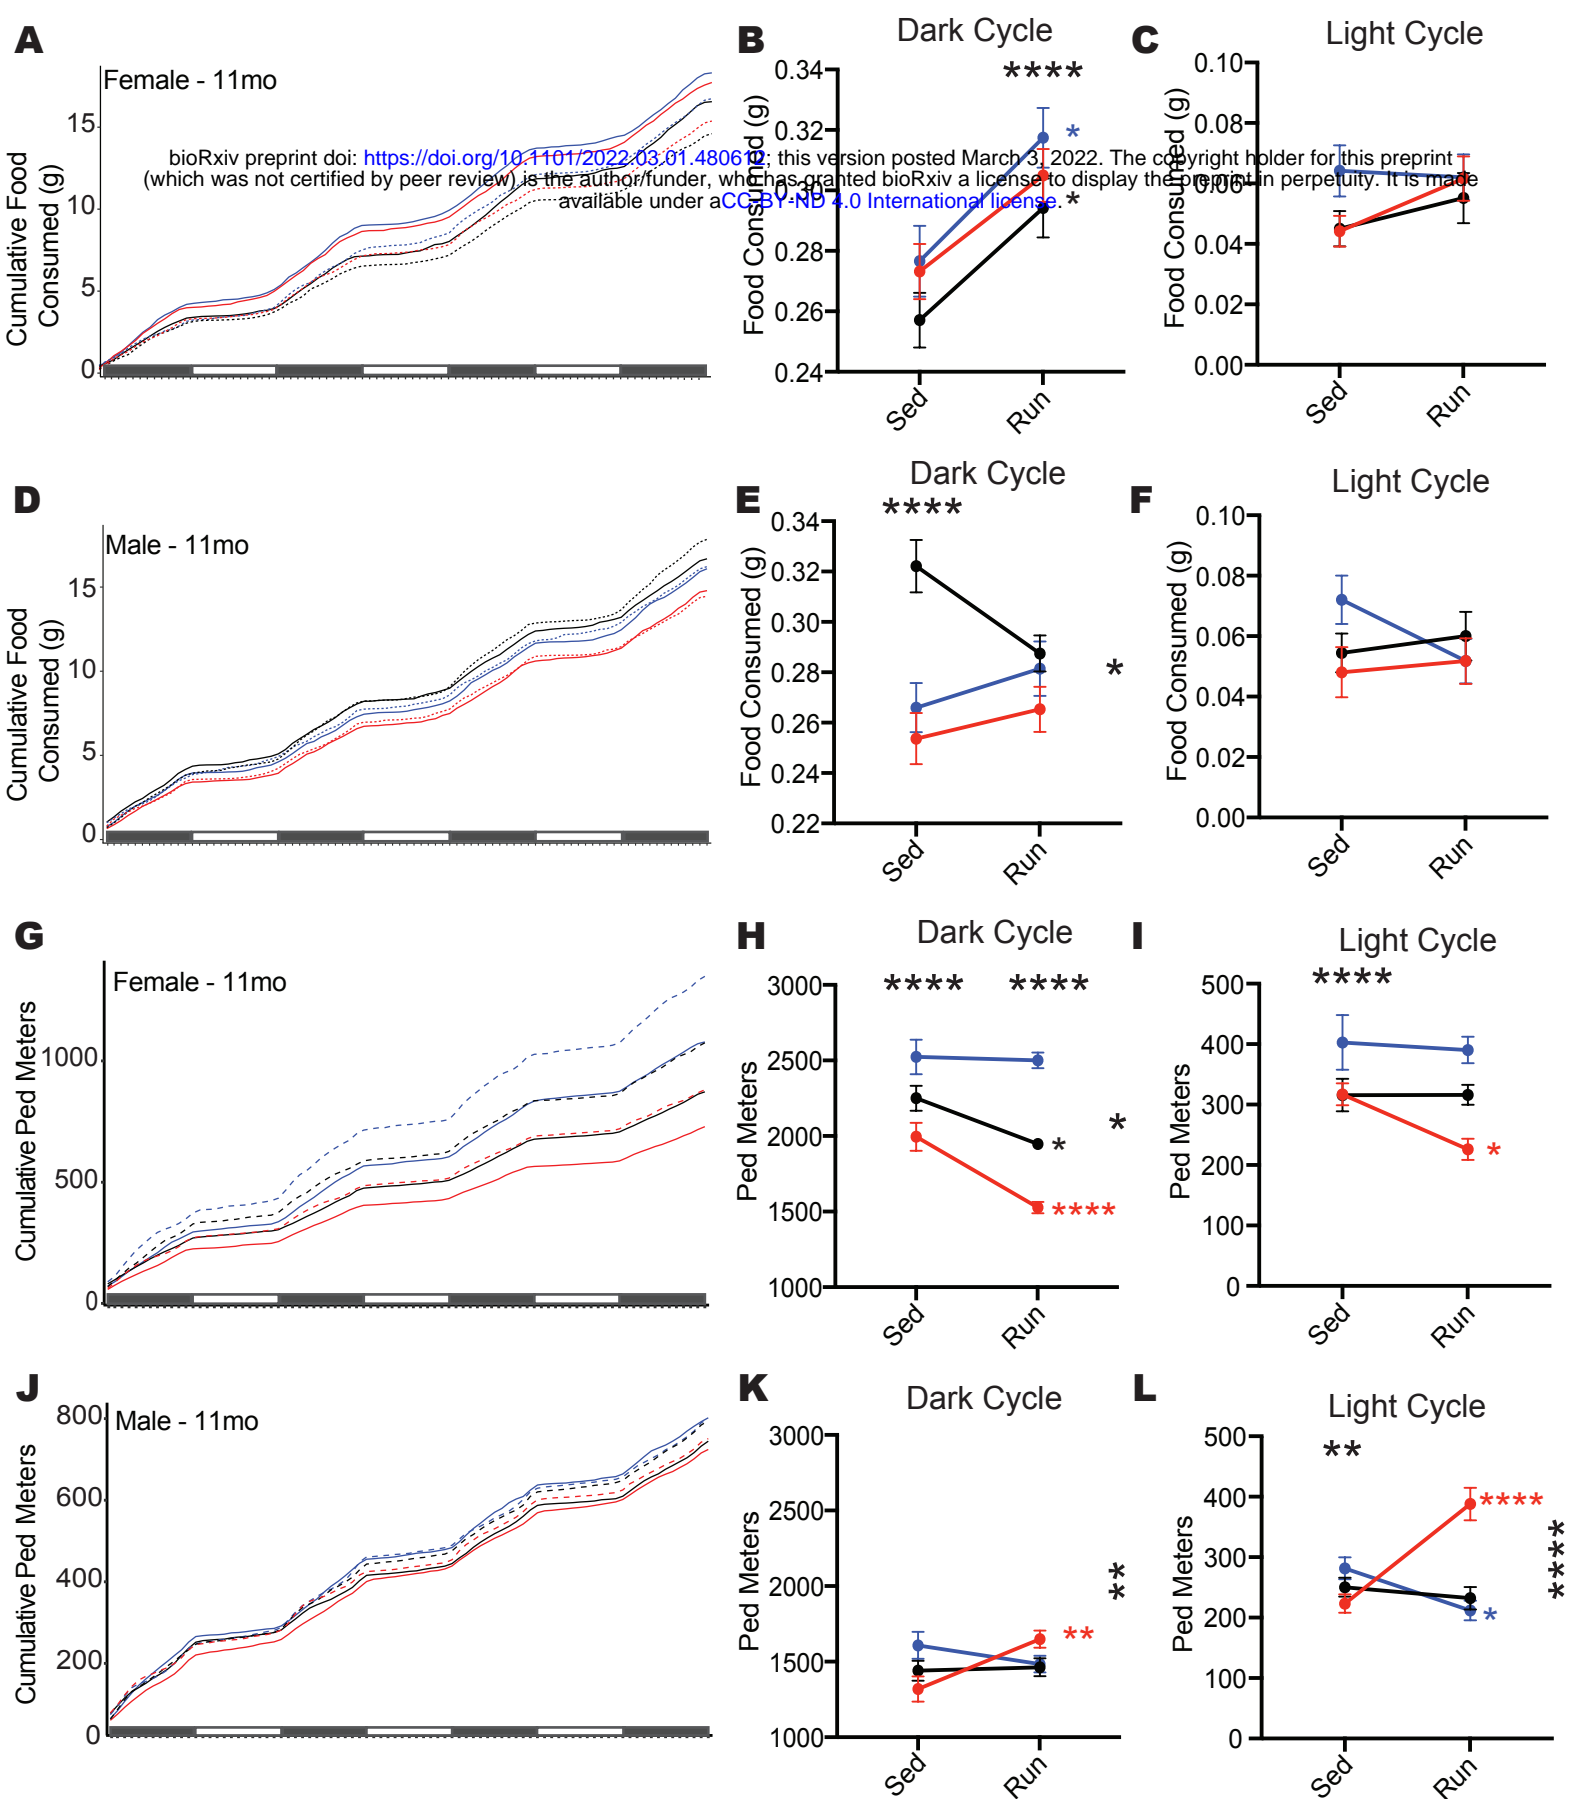 A
Female - 11mo
Cumulative Food
Consumed (g)
15
10
5
0
B
Dark Cycle
****
Food Consumed (g)
0.34
0.32
0.30
0.28
0.26
0.24
*
*
Sed
Run
C
Light Cycle
Food Consumed (g)
0.10
0.08
0.06
0.04
0.02
0.00
Sed
Run
bioRxiv preprint doi: https://doi.org/10.1101/2022.03.01.480612; this version posted March 3, 2022. The copyright holder for this preprint
(which was not certified by peer review) is the author/funder, who has granted bioRxiv a license to display the preprint in perpetuity. It is made
available under aCC-BY-ND 4.0 International license.
D
Male - 11mo
Cumulative Food
Consumed (g)
15
10
5
0
E
Dark Cycle
****
Food Consumed (g)
0.34
0.32
0.30
0.28
0.26
0.24
0.22
*
Sed
Run
F
Light Cycle
Food Consumed (g)
0.10
0.08
0.06
0.04
0.02
0.00
Sed
Run
G
Female - 11mo
Cumulative Ped Meters
1000
500
0
H
Dark Cycle
**** ****
Ped Meters
3000
2500
2000
1500
1000
*
*
****
Sed
Run
I
Light Cycle
****
Ped Meters
500
400
300
200
100
0
*
Sed
Run
J
Male - 11mo
Cumulative Ped Meters
800
600
400
200
0
K
Dark Cycle
Ped Meters
3000
2500
2000
1500
1000
**
**
Sed
Run
L
Light Cycle
**
Ped Meters
500
400
300
200
100
0
****
****
*
Sed
Run